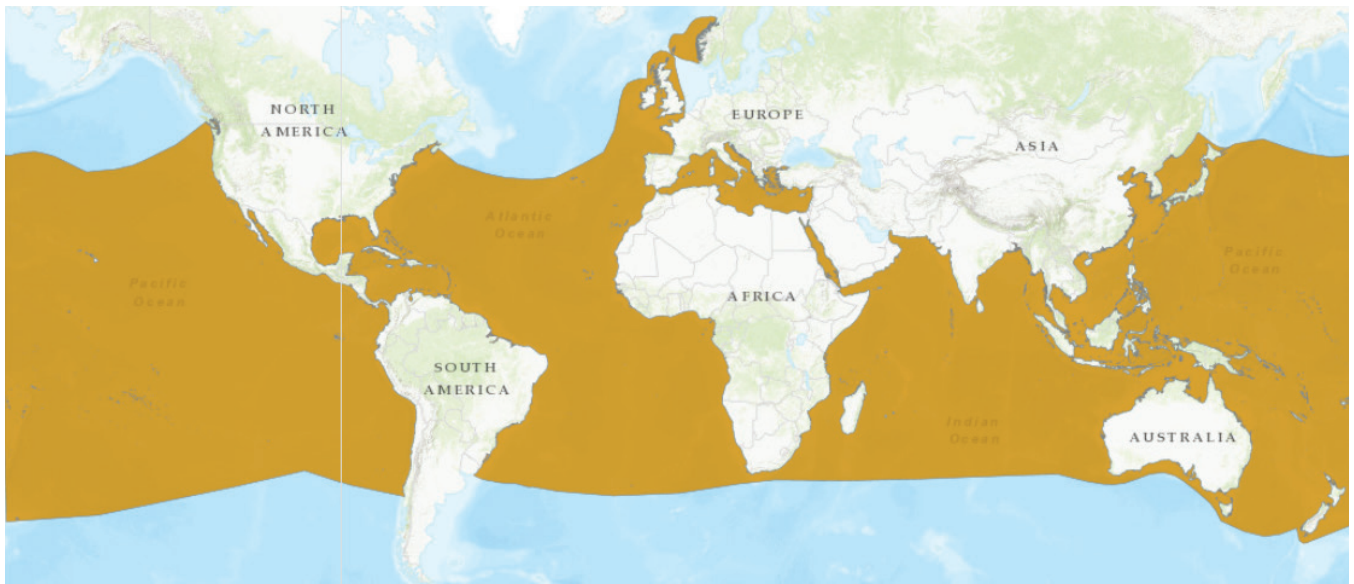 NORTH
AMERICA
EUROPE
ASIA
Atlantic
Ocean
Pacific
Ocean
Pacific
Ocean
AFRICA
SOUTH
AMERICA
Indian
Ocean
AUSTRALIA